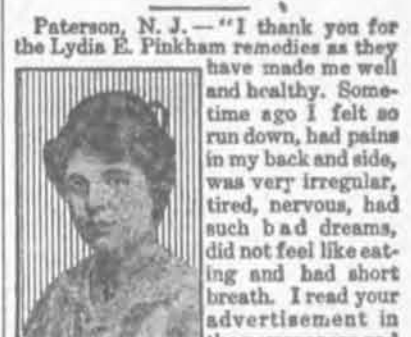 Paterson, N. J.—"I thank you for
the Lydia E. Pinkham remedies as they
have made me well
and healthy. Some-
time ago I felt so
run down, had pains
in my back and side,
was very irregular,
tired, nervous, had
such bad dreams,
did not feel like eat-
ing and had short
breath. I read your
advertisement in